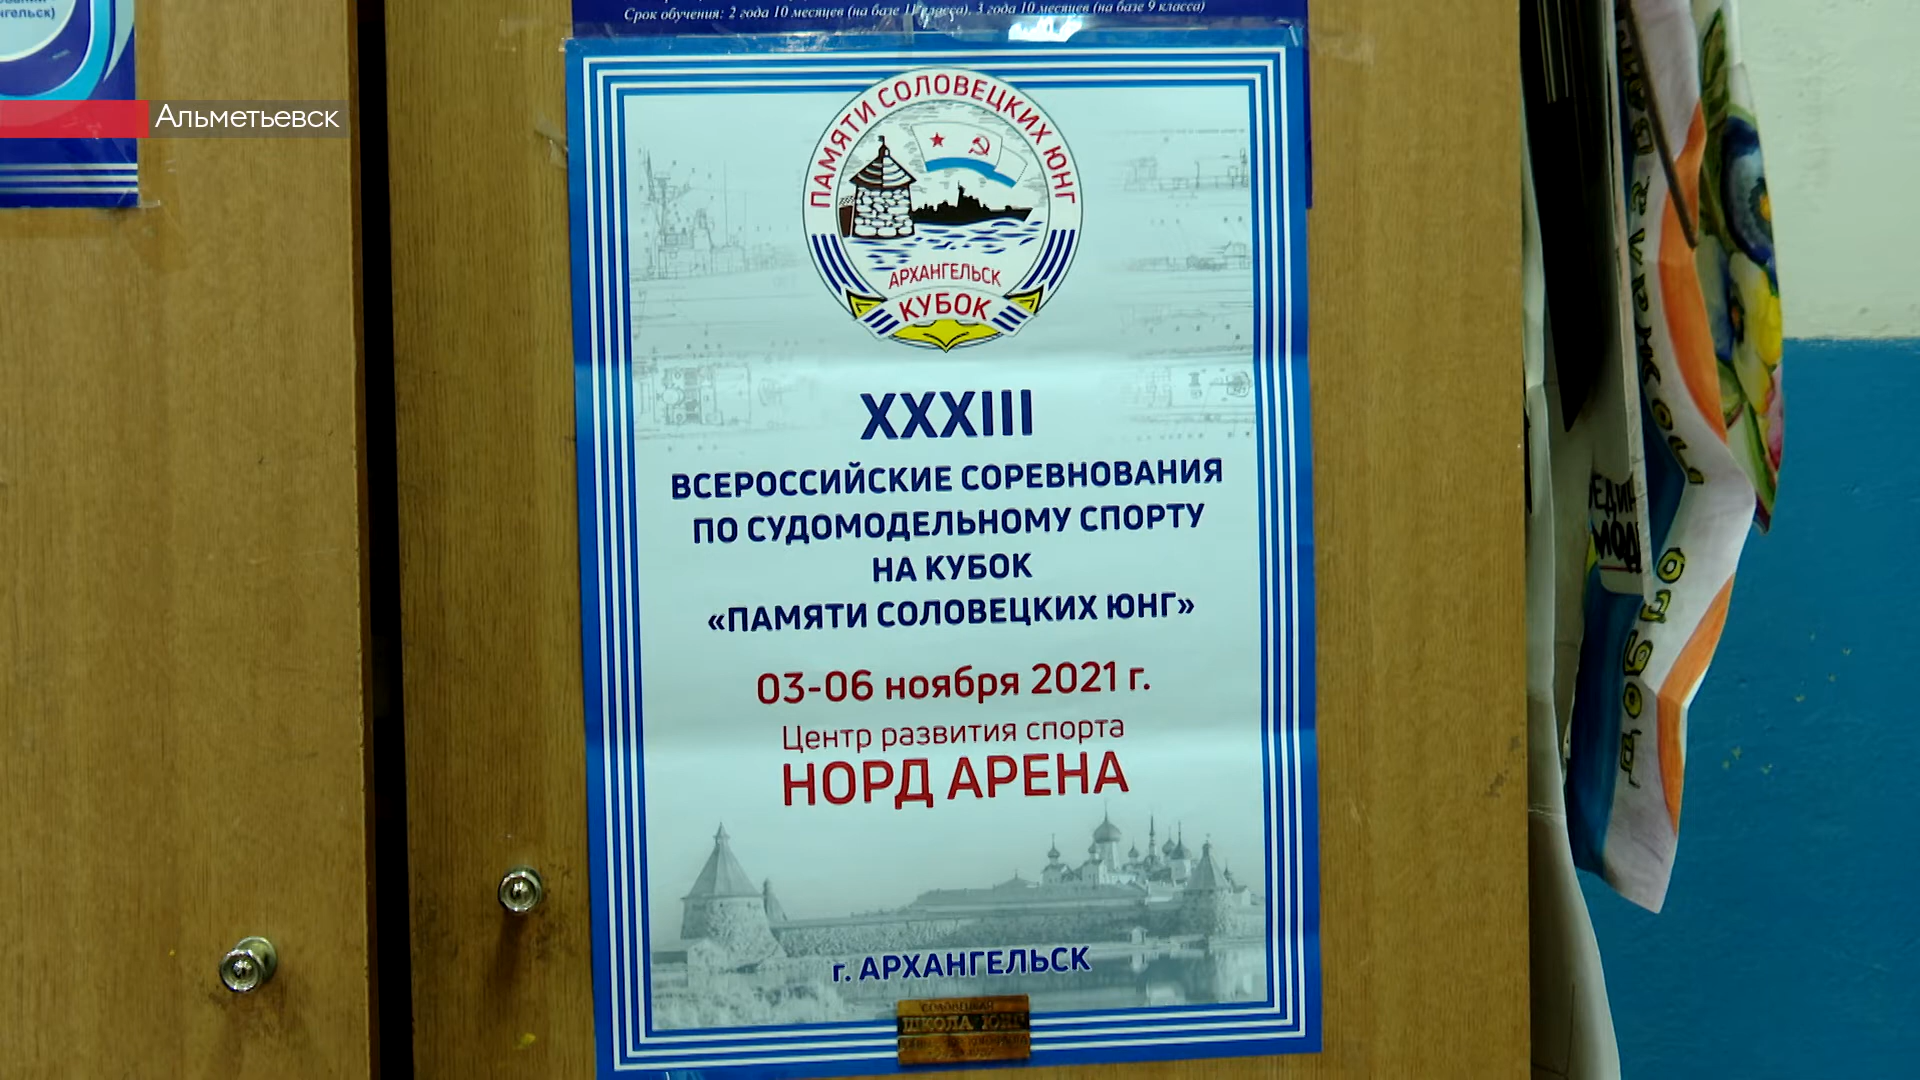 Срок обучения: 2 года 10 месяцев (на базе 11 класса), 3 года 10 месяцев (на базе 9 класса)
Альметьевск
ПАМЯТИ СОЛОВЕЦКИХ ЮНГ
АРХАНГЕЛЬСК
КУБОК
XXXIII
ВСЕРОССИЙСКИЕ СОРЕВНОВАНИЯ
ПО СУДОМОДЕЛЬНОМУ СПОРТУ
НА КУБОК
«ПАМЯТИ СОЛОВЕЦКИХ ЮНГ»
03-06 ноября 2021 г.
Центр развития спорта
НОРД АРЕНА
г. АРХАНГЕЛЬСК
СОЛОВЕЦКАЯ
ШКОЛА ЮНГ